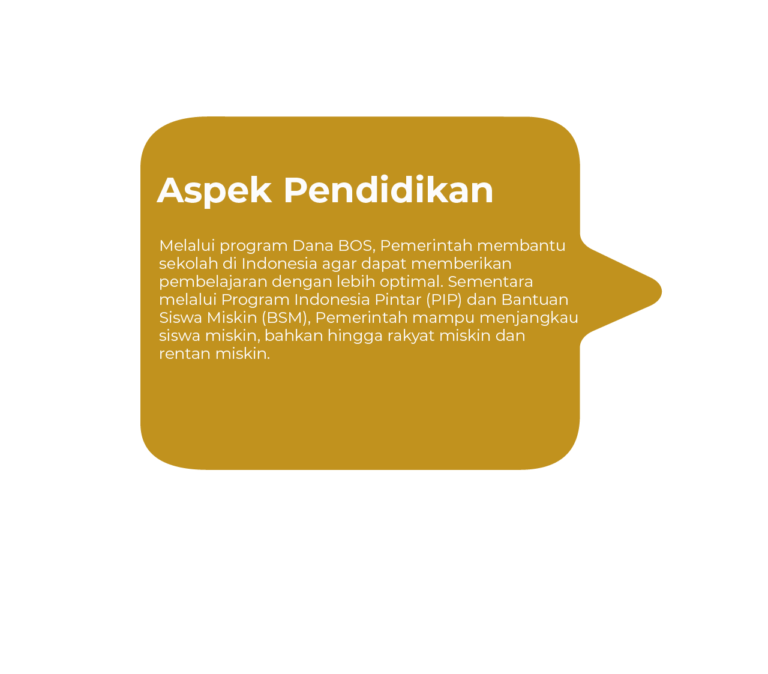 Aspek Pendidikan
Melalui program Dana BOS, Pemerintah membantu
sekolah di Indonesia agar dapat memberikan
pembelajaran dengan lebih optimal. Sementara
melalui Program Indonesia Pintar (PIP) dan Bantuan
Siswa Miskin (BSM), Pemerintah mampu menjangkau
siswa miskin, bahkan hingga rakyat miskin dan
rentan miskin.